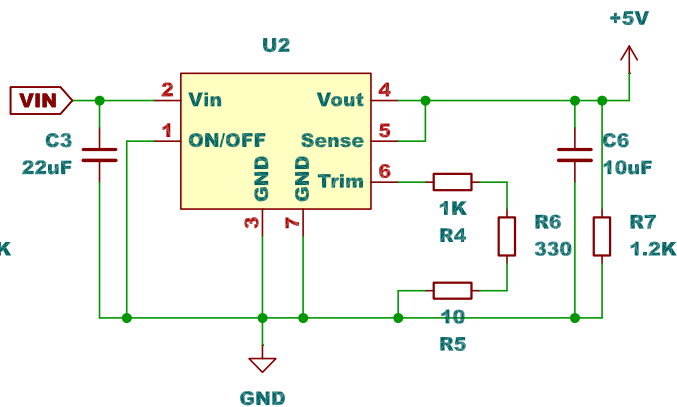 +5V
U2
VIN
2
Vin
Vout
4
1
ON/OFF
Sense
5
C3
22uF
GND
GND
Trim
6
C6
10uF
3
7
1K
R4
R6
330
R7
1.2K
K
10
R5
GND